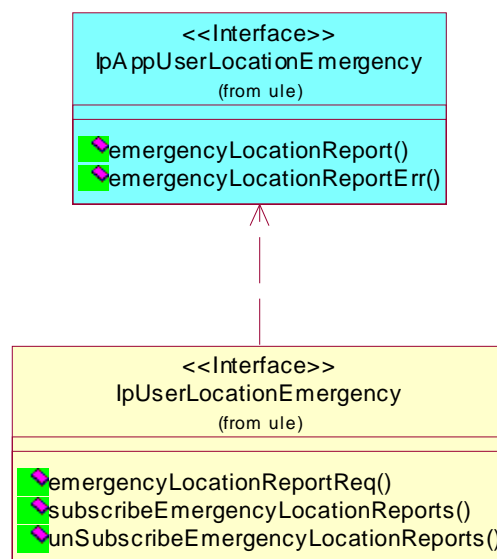 <<Interface>>
IpAppUserLocationEmergency
(from ule)
emergencyLocationReport()
emergencyLocationReportErr()
<<Interface>>
IpUserLocationEmergency
(from ule)
emergencyLocationReportReq()
subscribeEmergencyLocationReports()
unSubscribeEmergencyLocationReports()